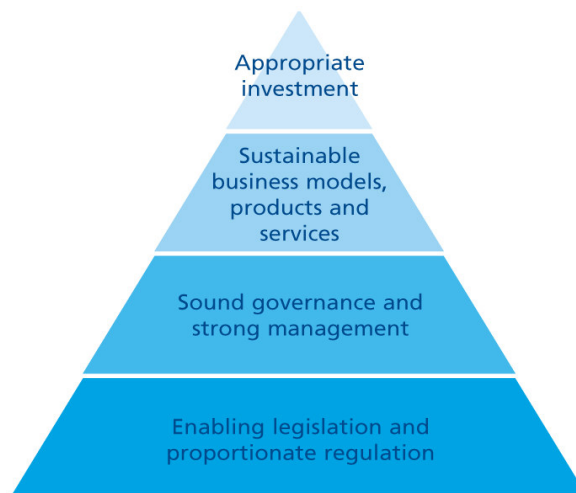 Appropriate
investment
Sustainable
business models,
products and
services
Sound governance and
strong management
Enabling legislation and
proportionate regulation